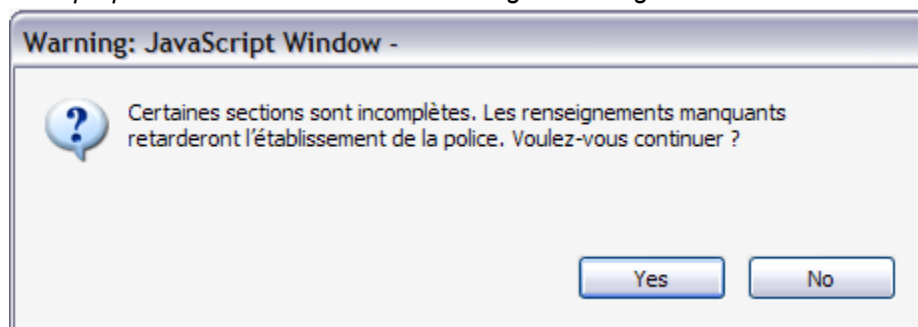 Warning: JavaScript Window -
Certaines sections sont incomplètes. Les renseignements manquants
retarderont l'établissement de la police. Voulez-vous continuer ?
Yes
No